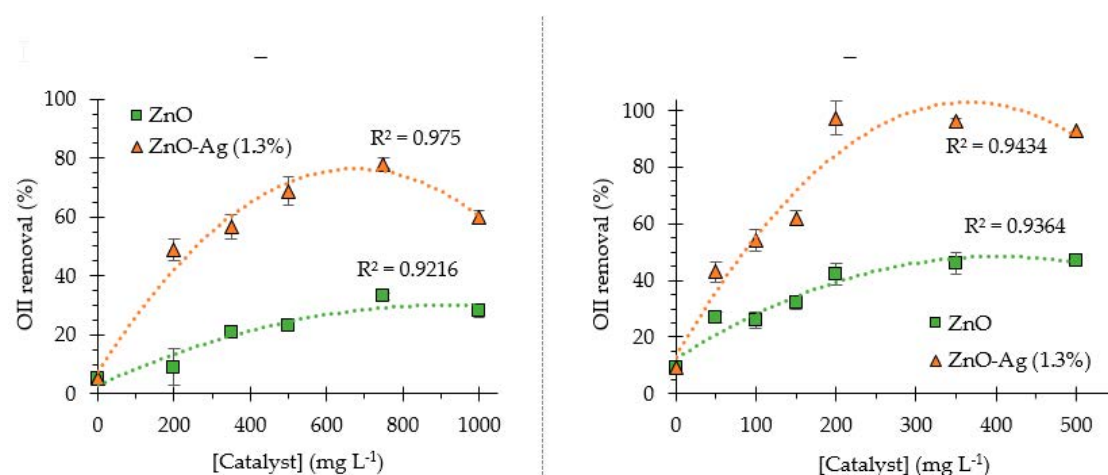 100
80
60
40
20
0
OII removal (%)
ZnO
ZnO-Ag (1.3%)
R² = 0.975
R² = 0.9216
0 200 400 600 800 1000
[Catalyst] (mg L⁻¹)
100
80
60
40
20
0
OII removal (%)
R² = 0.9434
R² = 0.9364
ZnO
ZnO-Ag (1.3%)
0 100 200 300 400 500
[Catalyst] (mg L⁻¹)